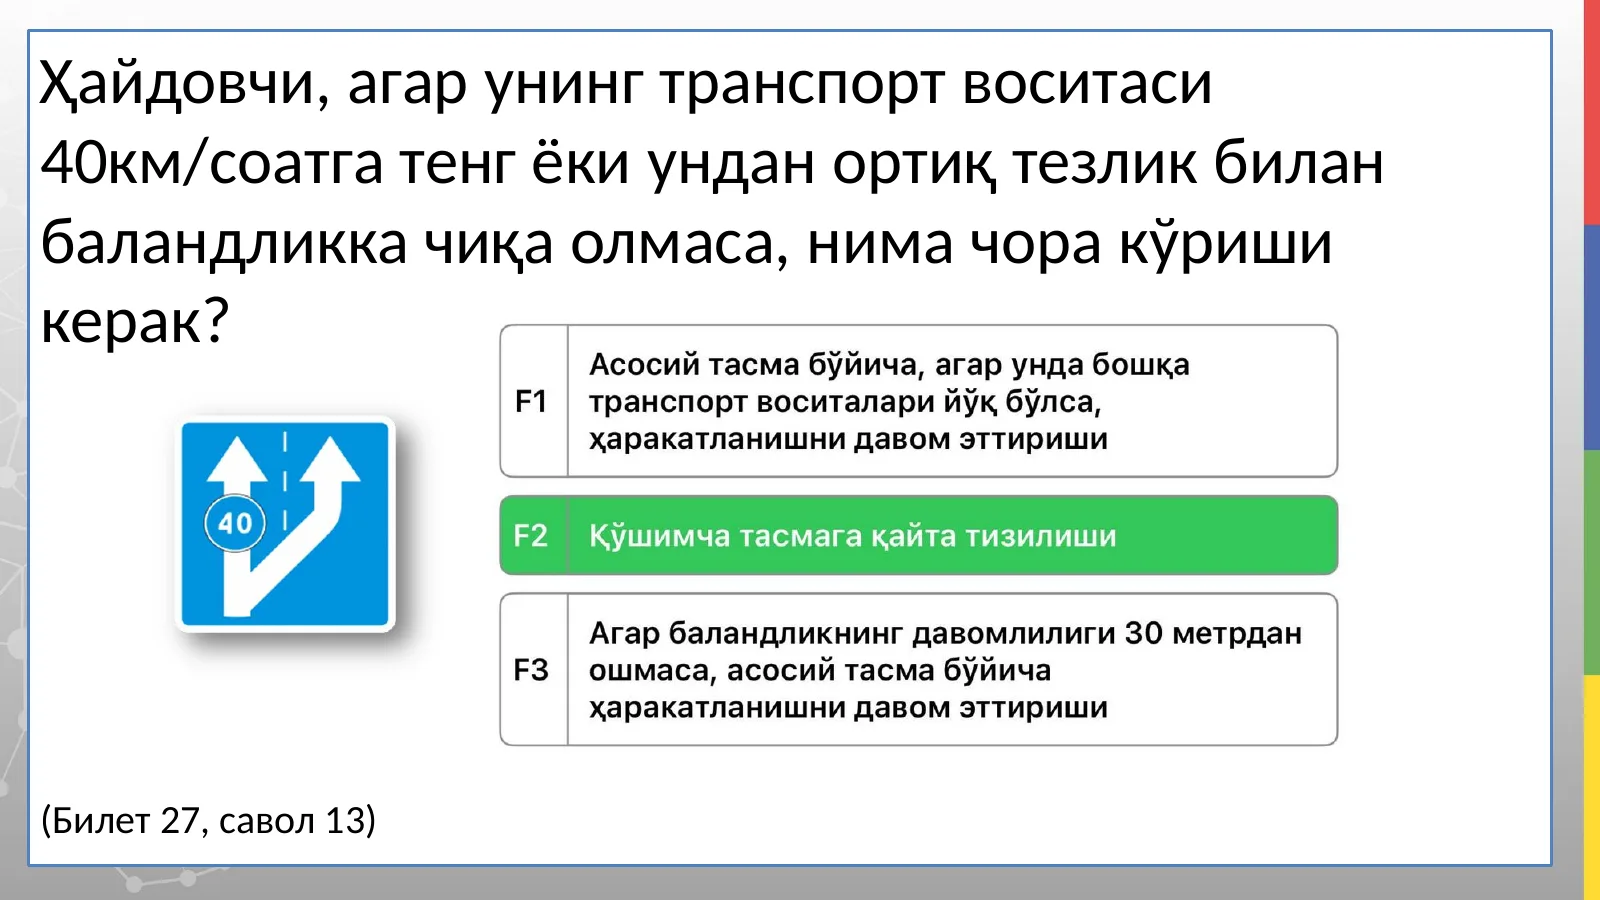 Ҳайдовчи, агар унинг транспорт воситаси
40км/соатга тенг ёки ундан ортиқ тезлик билан
баландликка чиқа олмаса, нима чора кўриши
керак?
F1
Асосий тасма бўйича, агар унда бошқа
транспорт воситалари йўқ бўлса,
ҳаракатланишни давом эттириши
40
F2
Қўшимча тасмага қайта тизилиши
F3
Агар баландликнинг давомлилиги 30 метрдан
ошмаса, асосий тасма бўйича
ҳаракатланишни давом эттириши
(Билет 27, савол 13)